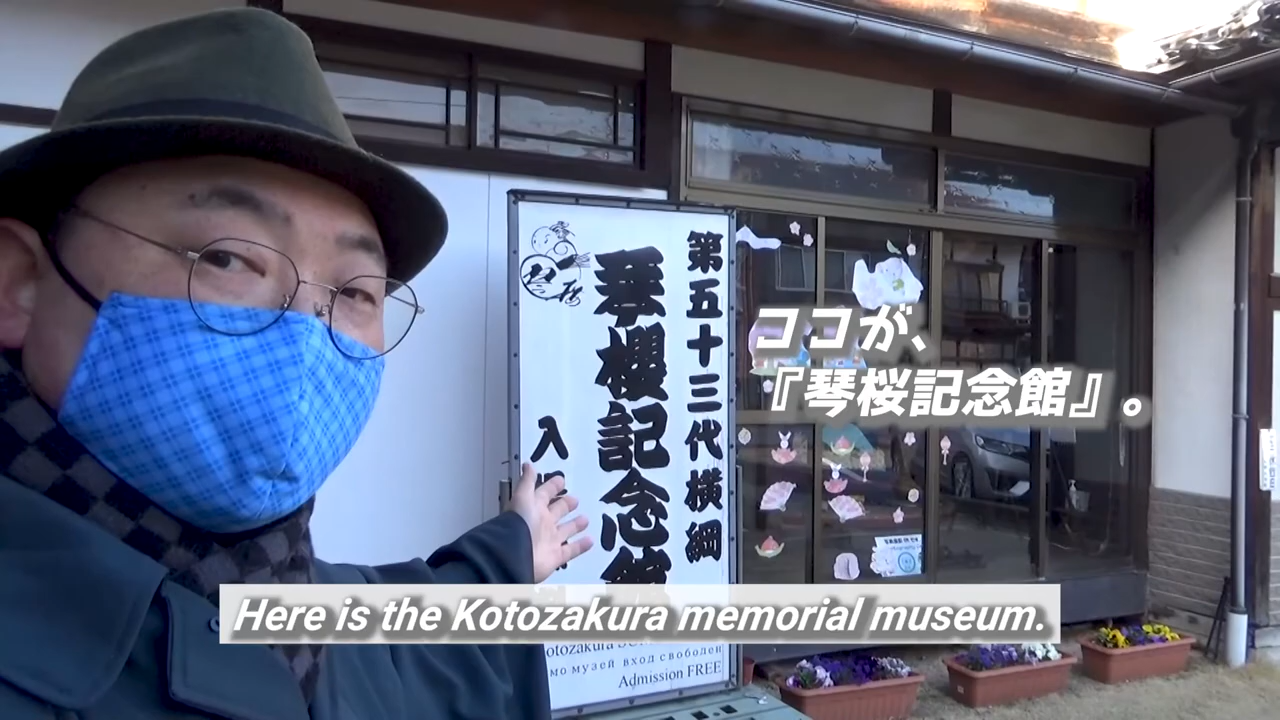 第五十三代横綱
琴櫻記念館
入
ココが、
『琴桜記念館』。
Here is the Kotozakura memorial museum.
мо музей вход свободен
Admission FREE